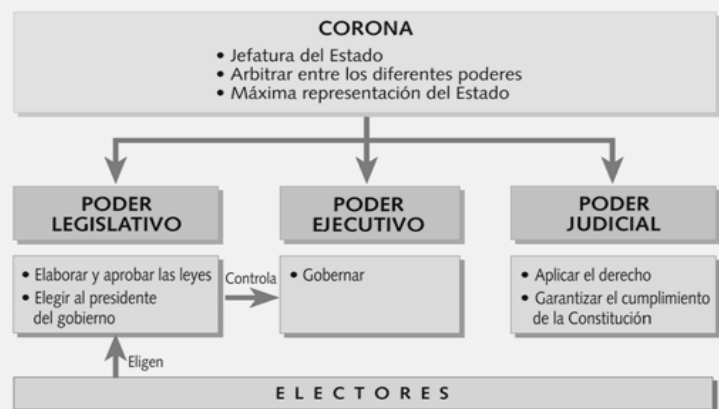 CORONA
• Jefatura del Estado
• Arbitrar entre los diferentes poderes
• Máxima representación del Estado
PODER
LEGISLATIVO
PODER
EJECUTIVO
PODER
JUDICIAL
• Elaborar y aprobar las leyes
• Elegir al presidente
del gobierno
Controla
• Gobernar
• Aplicar el derecho
• Garantizar el cumplimiento
de la Constitución
Eligen
ELECTORES